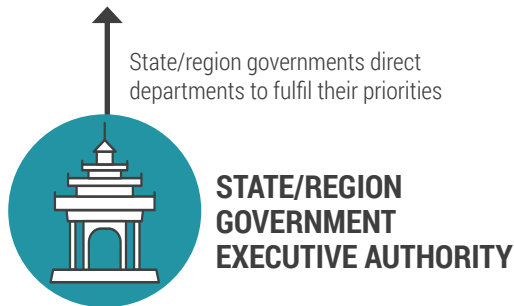 State/region governments direct
departments to fulfil their priorities
STATE/REGION
GOVERNMENT
EXECUTIVE AUTHORITY